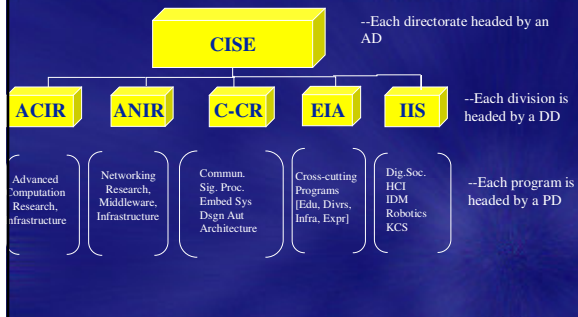 CISE
--Each directorate headed by an
AD
ACIR
ANIR
C-CR
EIA
IIS
--Each division is
headed by a DD
Advanced
Computation
Research,
Infrastructure
Networking
Research,
Middleware,
Infrastructure
Commun.
Sig. Proc.
Embed Sys
Dsgn Aut
Architecture
Cross-cutting
Programs
[Edu, Divrs,
Infra, Expr]
Dig.Soc.
HCI
IDM
Robotics
KCS
--Each program is
headed by a PD